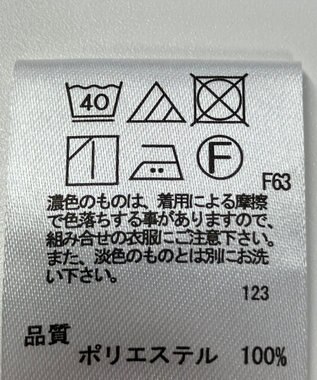 40
F
F63
濃色のものは、着用による摩擦
で色落ちする事がありますので、
組み合せの衣服にご注意下さい。
また、淡色のものとは別にお洗
い下さい。
123
品質
ポリエステル 100%